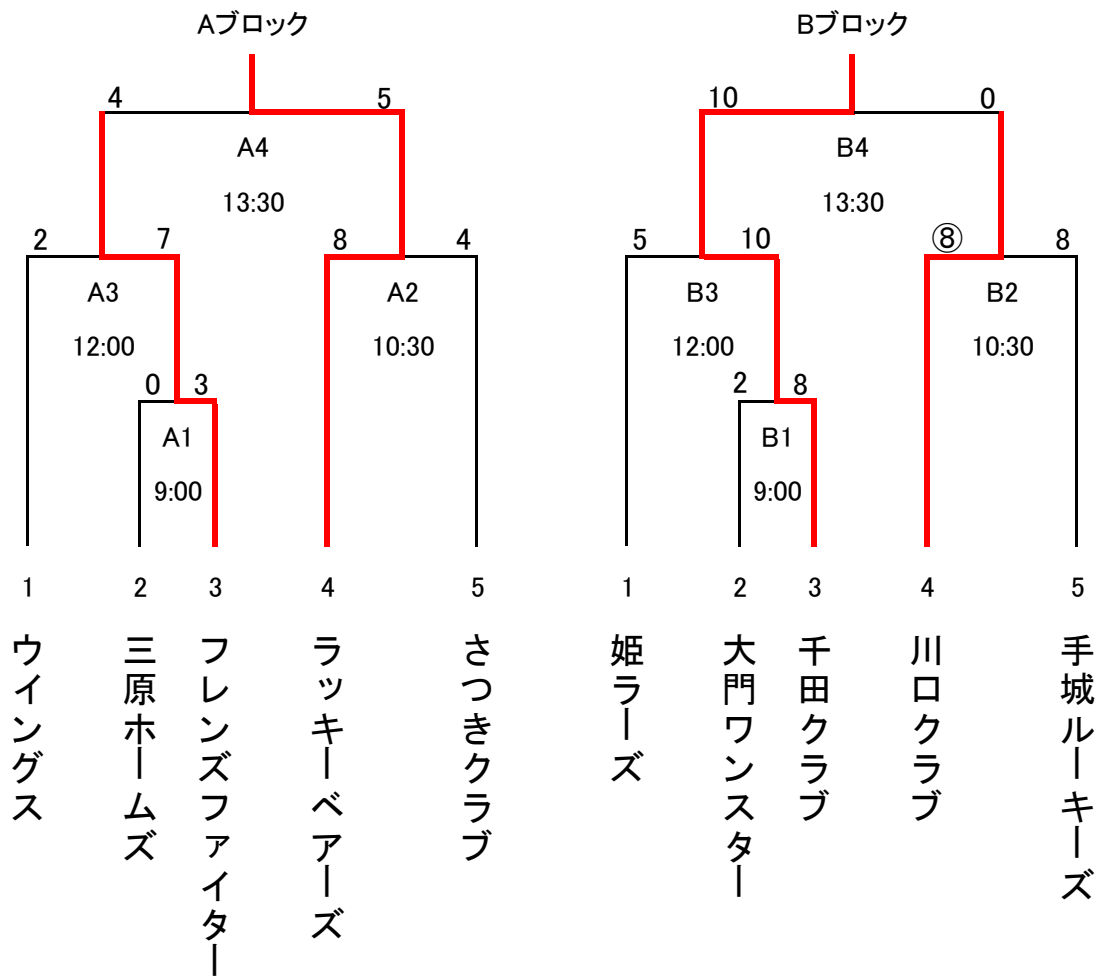 Aブロック
Bブロック
4 5
10 0
A4
13:30
B4
13:30
2 7 8 4
5 10 ⑧ 8
A3
12:00
A2
10:30
B3
12:00
B2
10:30
0 3
2 8
A1
9:00
B1
9:00
1 2 3 4 5
1 2 3 4 5
ウイングス
三原ホームズ
フレンズファイター
ラッキーベアーズ
さつきクラブ
姫ラーズ
大門ワンスター
千田クラブ
川口クラブ
手城ルーキーズ